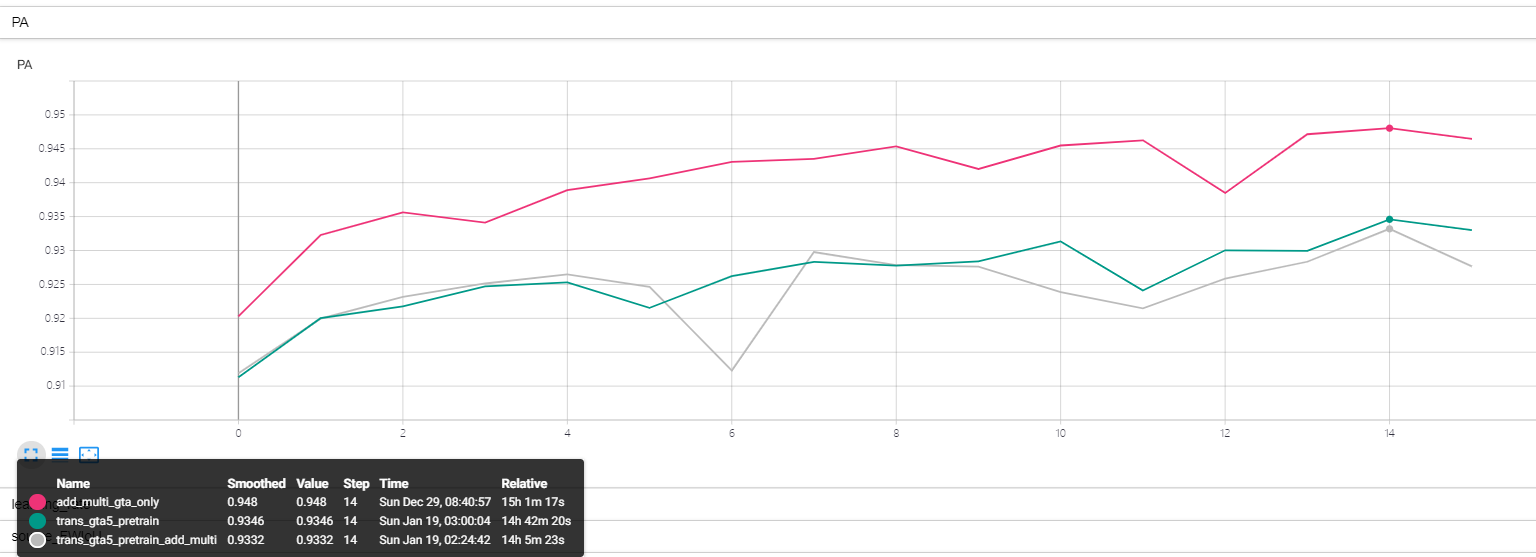 PA
PA
0.95
0.945
0.94
0.935
0.93
0.925
0.92
0.915
0.91
0 2 4 6 8 10 12 14
Name Smoothed Value Step Time Relative
add_multi_gta_only 0.948 0.948 14 Sun Dec 29, 08:40:57 15h 1m 17s
trans_gta5_pretrain 0.9346 0.9346 14 Sun Jan 19, 03:00:04 14h 42m 20s
trans_gta5_pretrain_add_multi 0.9332 0.9332 14 Sun Jan 19, 02:24:42 14h 5m 23s